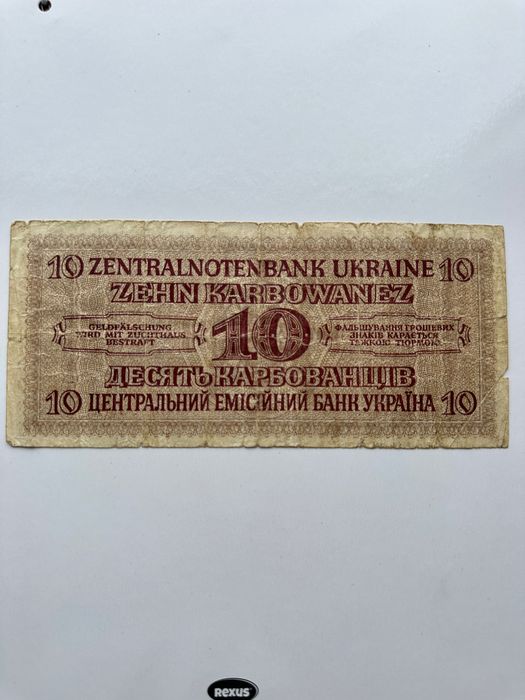 10 ZENTRALNOTENBANK UKRAINE 10
ZEHN KARBOWANEZ
GELDFÄLSCHUNG
WIRD MIT ZUCHTHAUS
BESTRAFT
10
ФАЛЬШУВАННЯ ГРОШЕВИХ
ЗНАКІВ КАРАЄТЬСЯ
ТЯЖКОЮ ТЮРМОЮ
ДЕСЯТЬ КАРБОВАНЦІВ
10 ЦЕНТРАЛЬНИЙ ЕМІСІЙНИЙ БАНК УКРАЇНА 10
REXUS